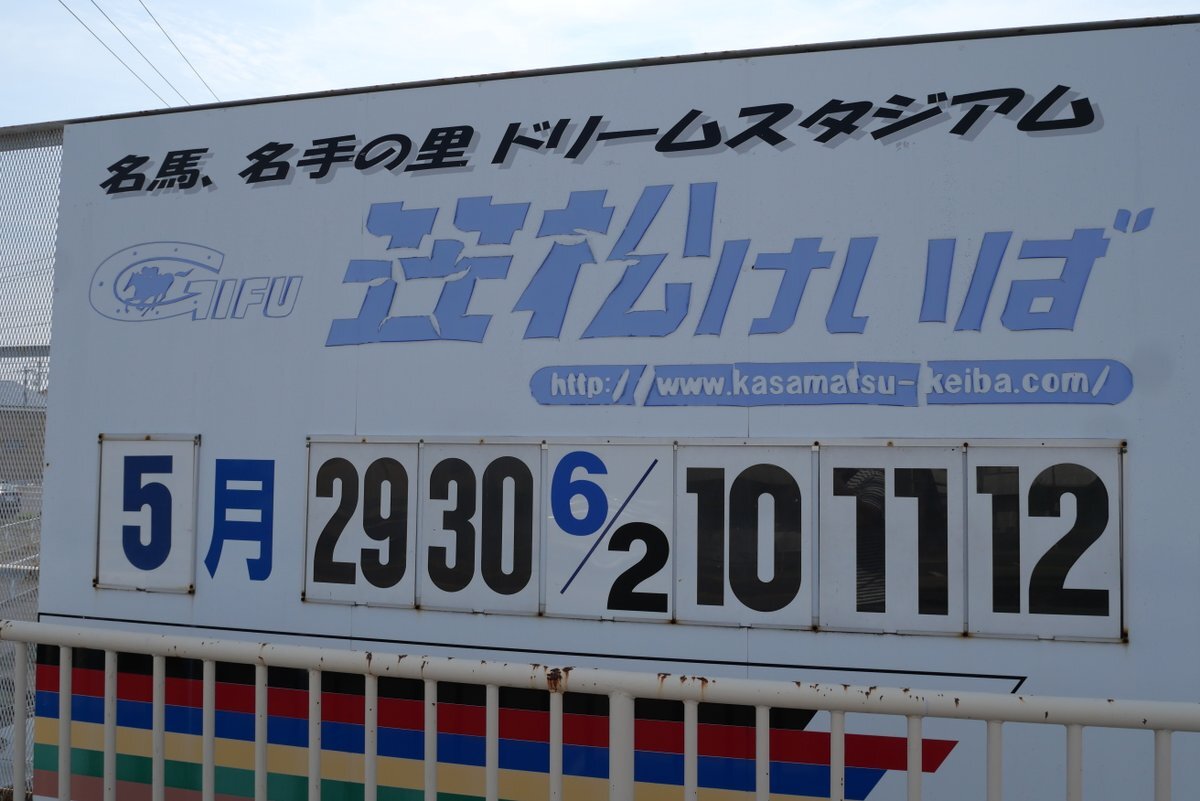 名馬、名手の里 ドリームスタジアム
GIFU
笠松けいば
http://www.kasamatsu-keiba.com/
5月 29 30 6/2 10 11 12